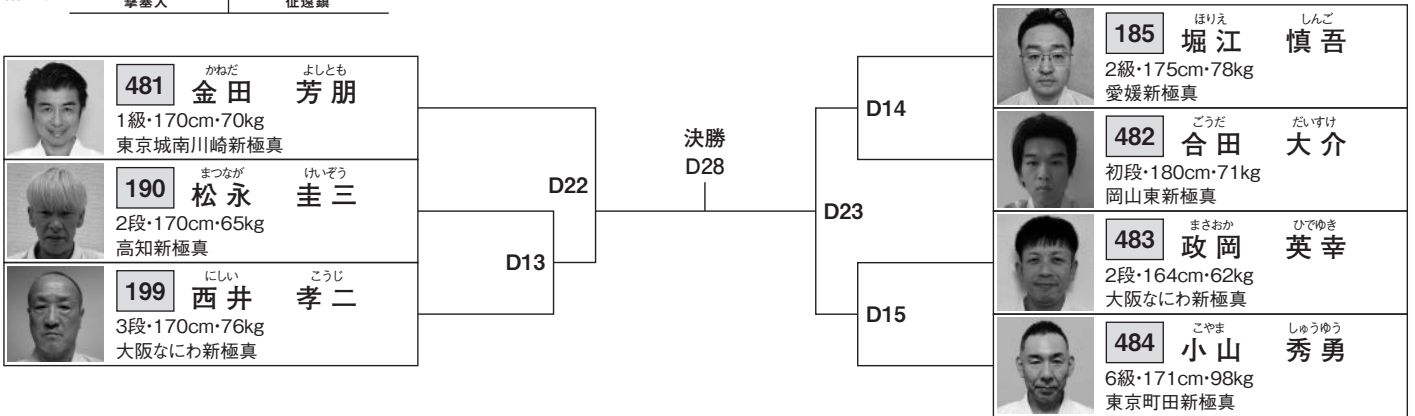 撃塞大
征遠鎮
かねだ よしとも
481 金田 芳朋
1級・170cm・70kg
東京城南川崎新極真
まつなが けいぞう
190 松永 圭三
2段・170cm・65kg
高知新極真
にしい こうじ
199 西井 孝二
3段・170cm・76kg
大阪なにわ新極真
D22
D13
決勝
D28
D14
D23
D15
ほりえ しんご
185 堀江 慎吾
2級・175cm・78kg
愛媛新極真
ごうだ だいすけ
482 合田 大介
初段・180cm・71kg
岡山東新極真
まさおか ひでゆき
483 政岡 英幸
2段・164cm・62kg
大阪なにわ新極真
こやま しゅうゆう
484 小山 秀勇
6級・171cm・98kg
東京町田新極真